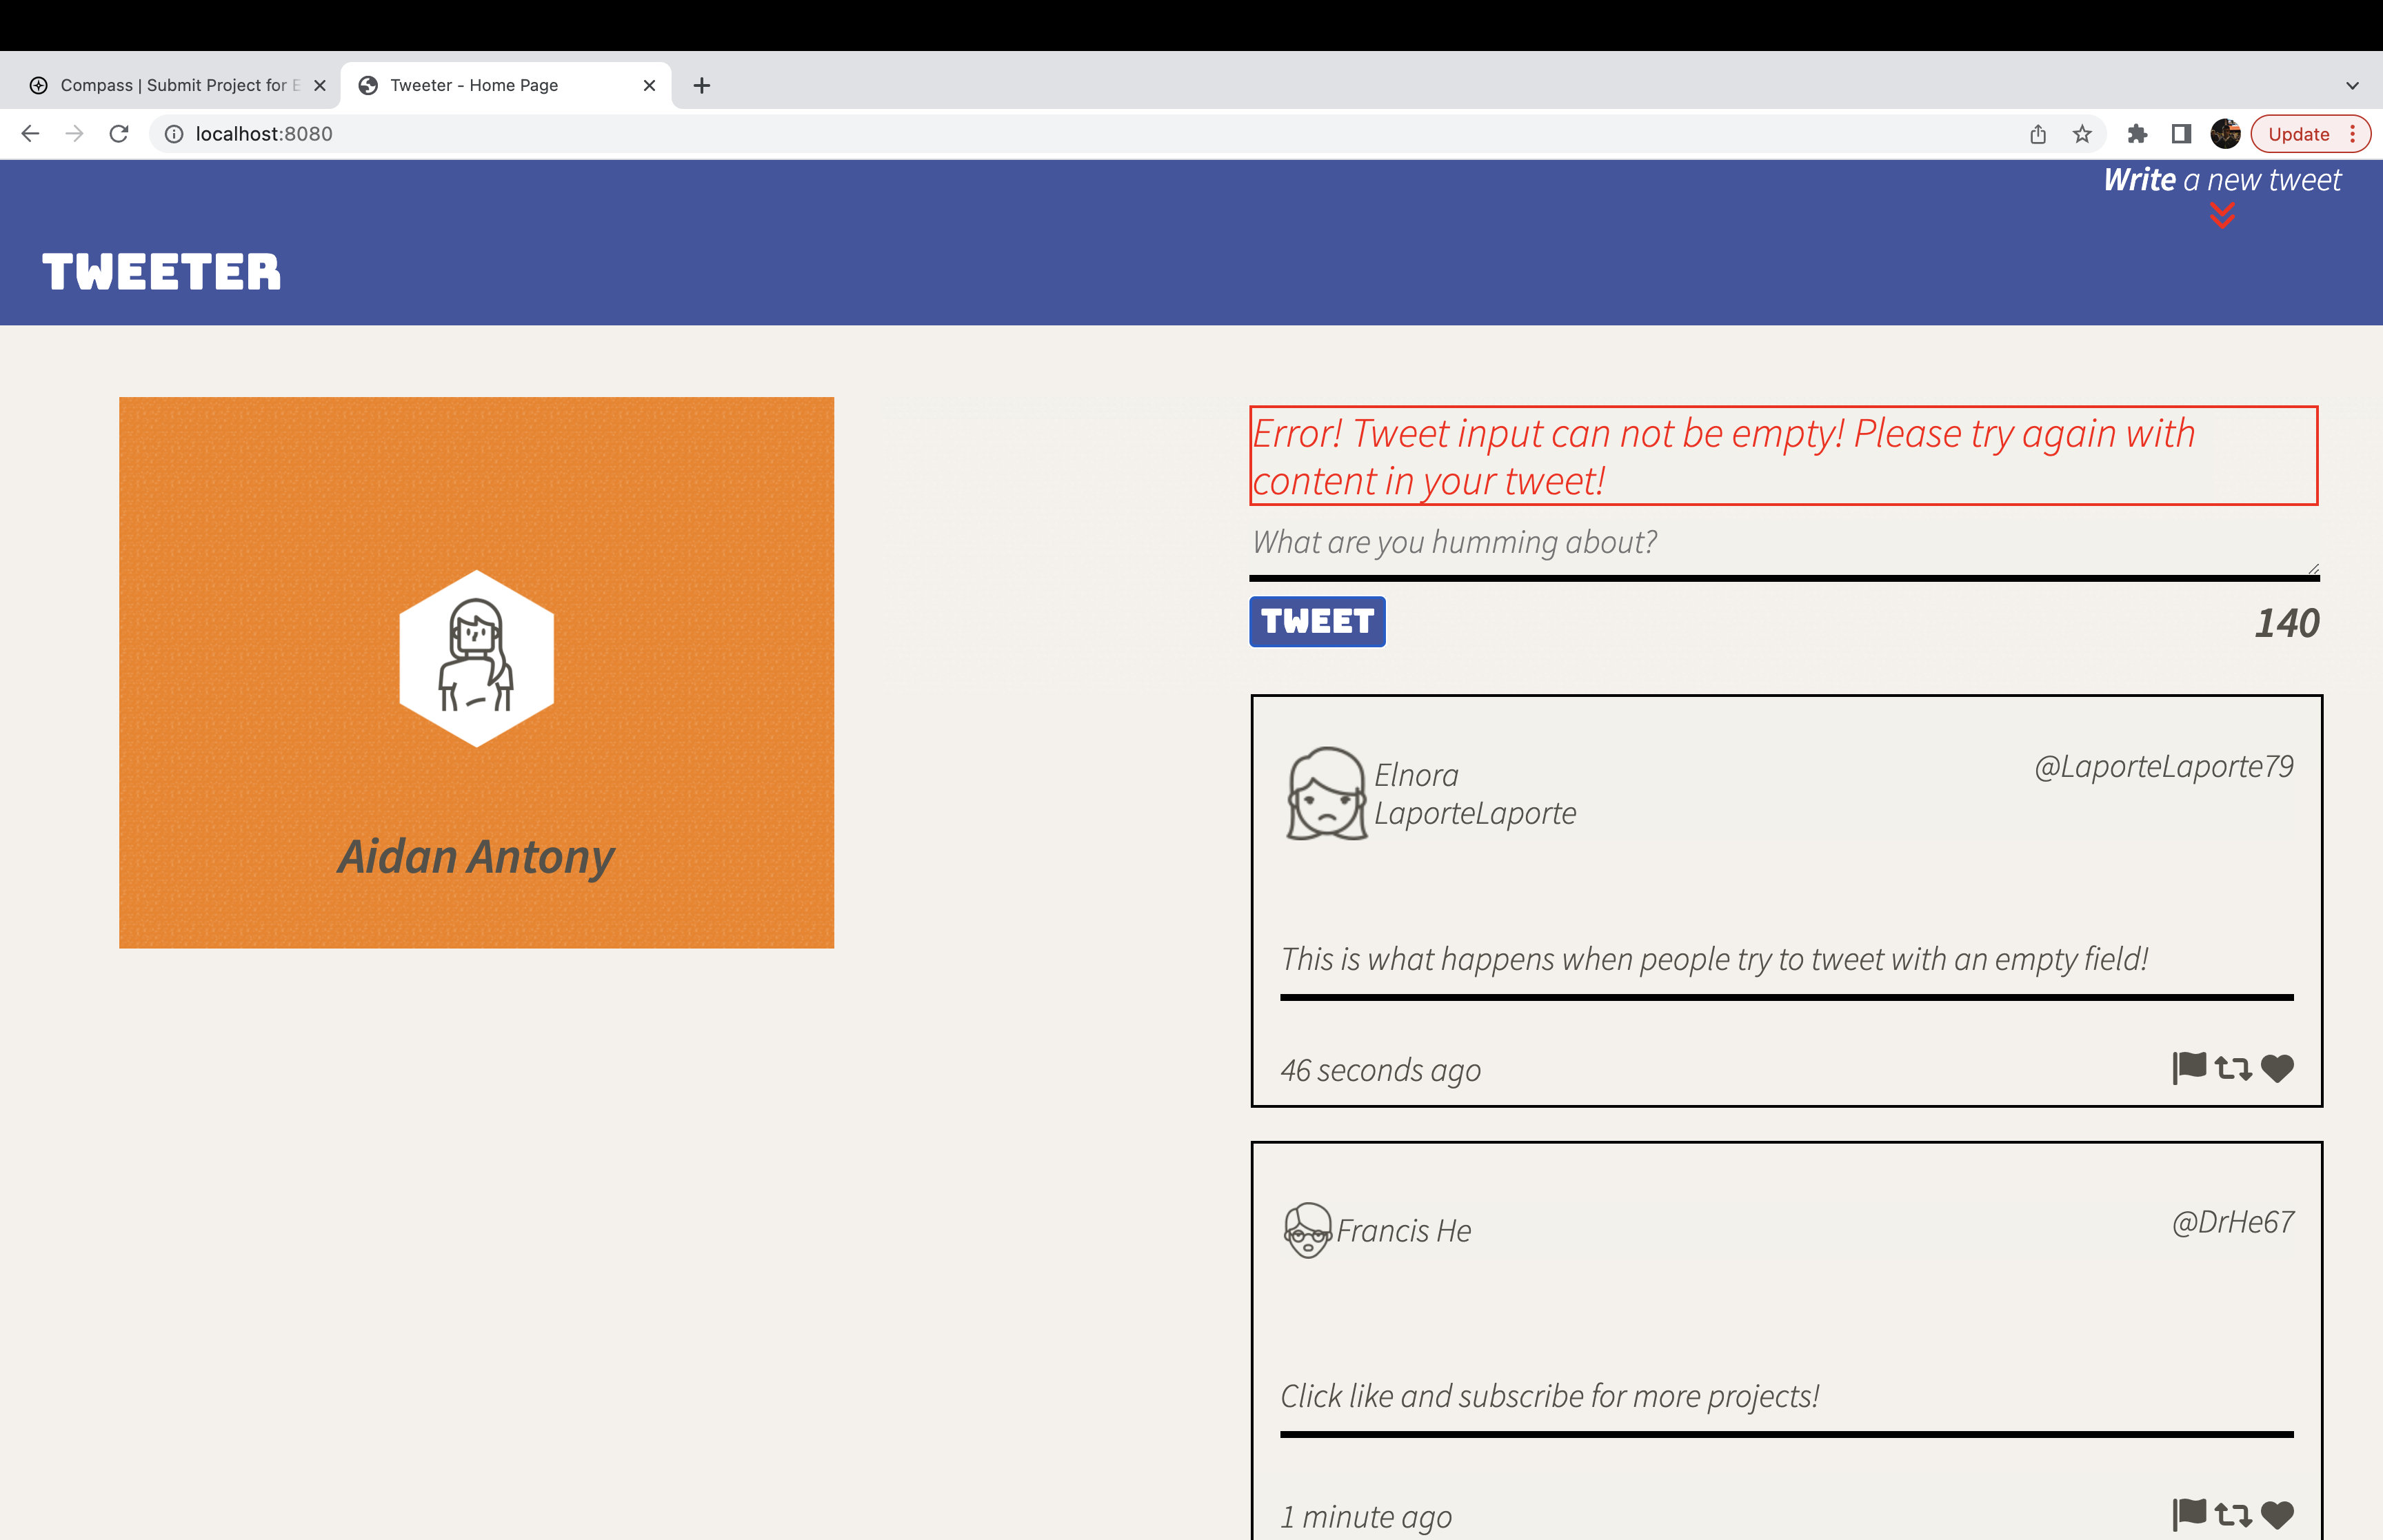 Compass | Submit Project for E
Tweeter - Home Page
localhost:8080
Update
Write a new tweet
TWEETER
Aidan Antony
Error! Tweet input can not be empty! Please try again with
content in your tweet!
What are you humming about?
TWEET
140
Elnora
LaporteLaporte
@LaporteLaporte79
This is what happens when people try to tweet with an empty field!
46 seconds ago
Francis He
@DrHe67
Click like and subscribe for more projects!
1 minute ago